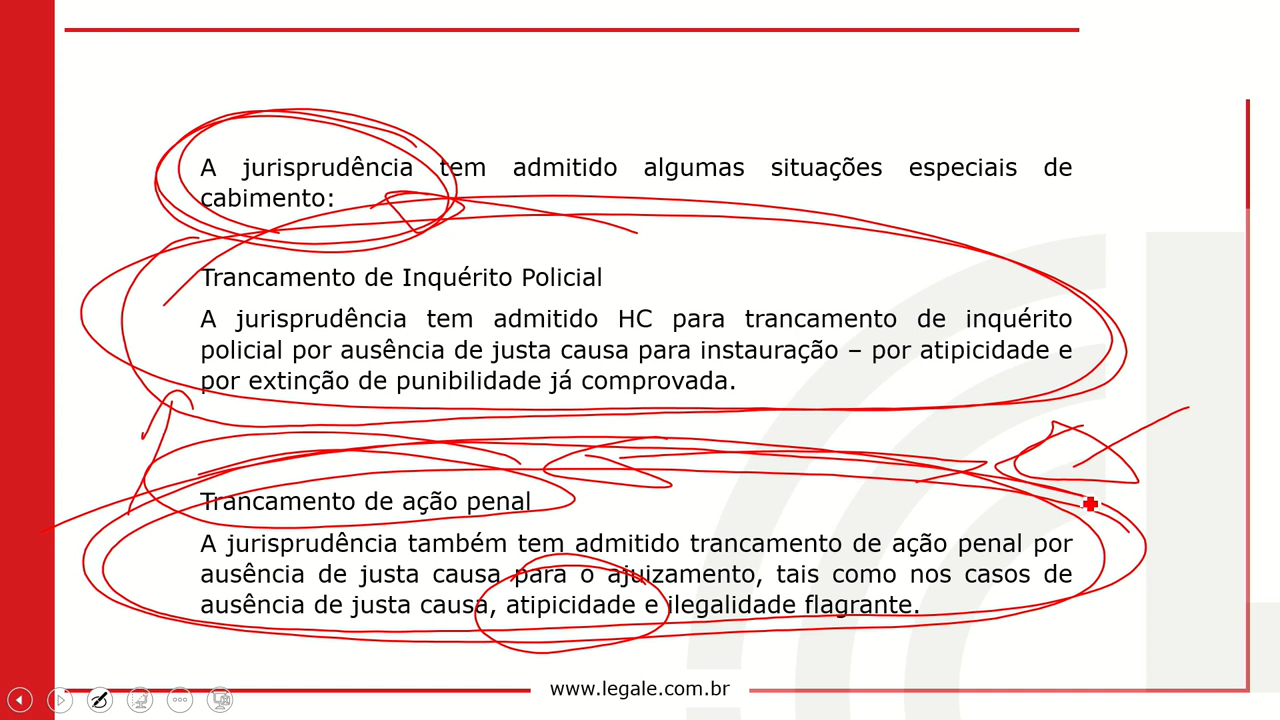 A jurisprudência tem admitido algumas situações especiais de
cabimento:
Trancamento de Inquérito Policial
A jurisprudência tem admitido HC para trancamento de inquérito
policial por ausência de justa causa para instauração – por atipicidade e
por extinção de punibilidade já comprovada.
Trancamento de ação penal
A jurisprudência também tem admitido trancamento de ação penal por
ausência de justa causa para o ajuizamento, tais como nos casos de
ausência de justa causa, atipicidade e ilegalidade flagrante.
www.legale.com.br